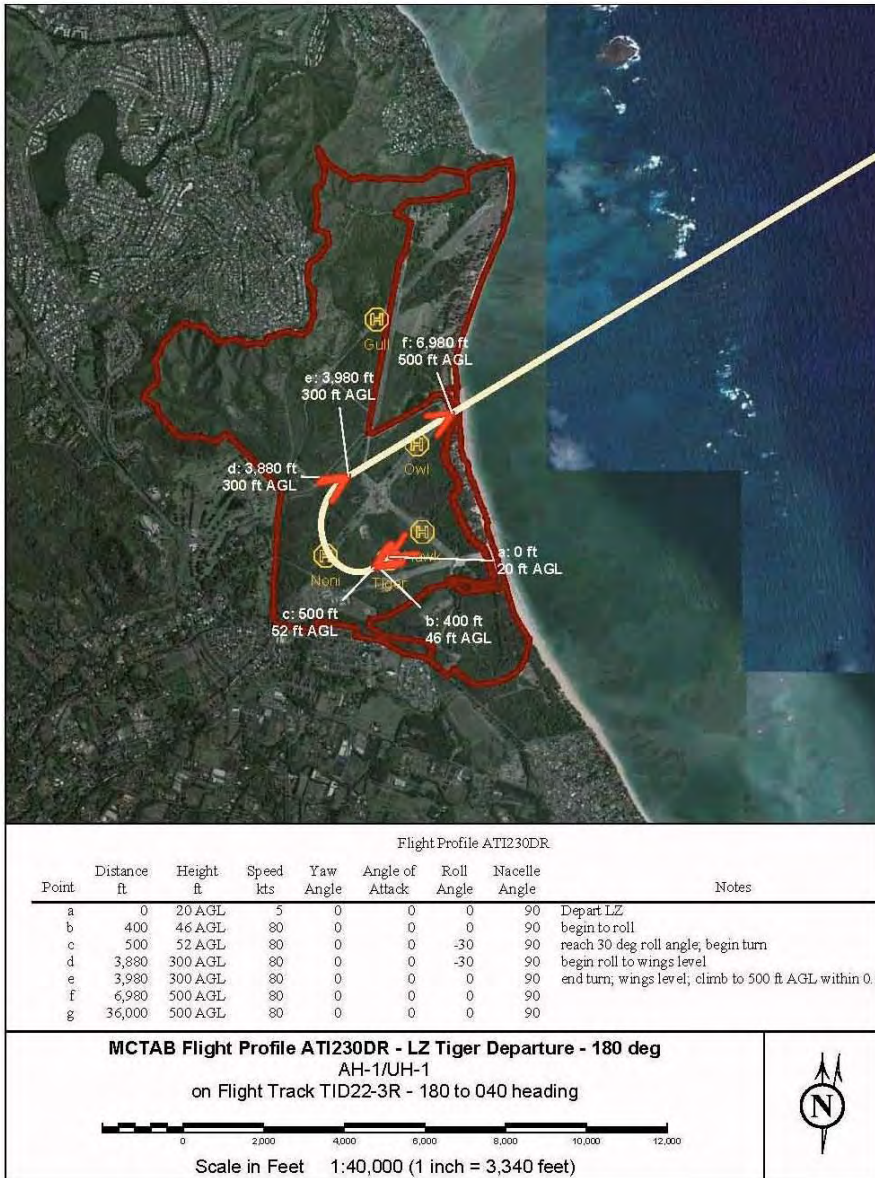 H
Gull
f: 6,980 ft
500 ft AGL
e: 3,980 ft
300 ft AGL
H
Owl
d: 3,880 ft
300 ft AGL
H
H
Noni
Tiger
a: 0 ft
20 ft AGL
c: 500 ft
52 ft AGL
b: 400 ft
46 ft AGL
Flight Profile ATI230DR
Point Distance ft Height ft Speed kts Yaw Angle Angle of Attack Roll Angle Nacelle Angle Notes
a 0 20 AGL 5 0 0 0 90 Depart LZ
b 400 46 AGL 80 0 0 0 90 begin to roll
c 500 52 AGL 80 0 0 -30 90 reach 30 deg roll angle; begin turn
d 3,880 300 AGL 80 0 0 -30 90 begin roll to wings level
e 3,980 300 AGL 80 0 0 0 90 end turn; wings level; climb to 500 ft AGL within 0.
f 6,980 500 AGL 80 0 0 0 90
g 36,000 500 AGL 80 0 0 0 90
MCTAB Flight Profile ATI230DR - LZ Tiger Departure - 180 deg
AH-1/UH-1
on Flight Track TID22-3R - 180 to 040 heading
0 2,000 4,000 6,000 8,000 10,000 12,000
Scale in Feet 1:40,000 (1 inch = 3,340 feet)
N